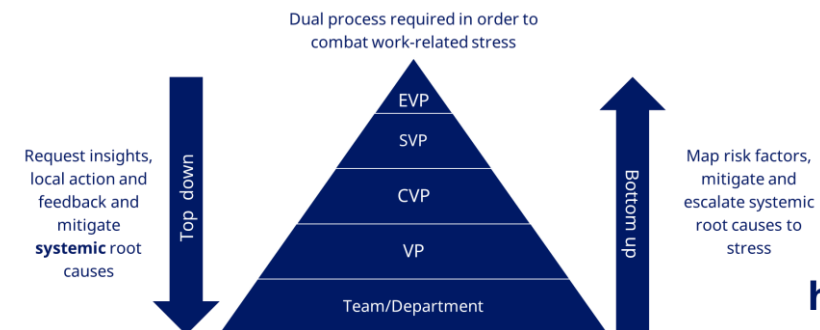 Dual process required in order to
combat work-related stress
EVP
SVP
CVP
VP
Team/Department
Top down
Request insights,
local action and
feedback and
mitigate
systemic root
causes
Bottom up
Map risk factors,
mitigate and
escalate systemic
root causes to
stress